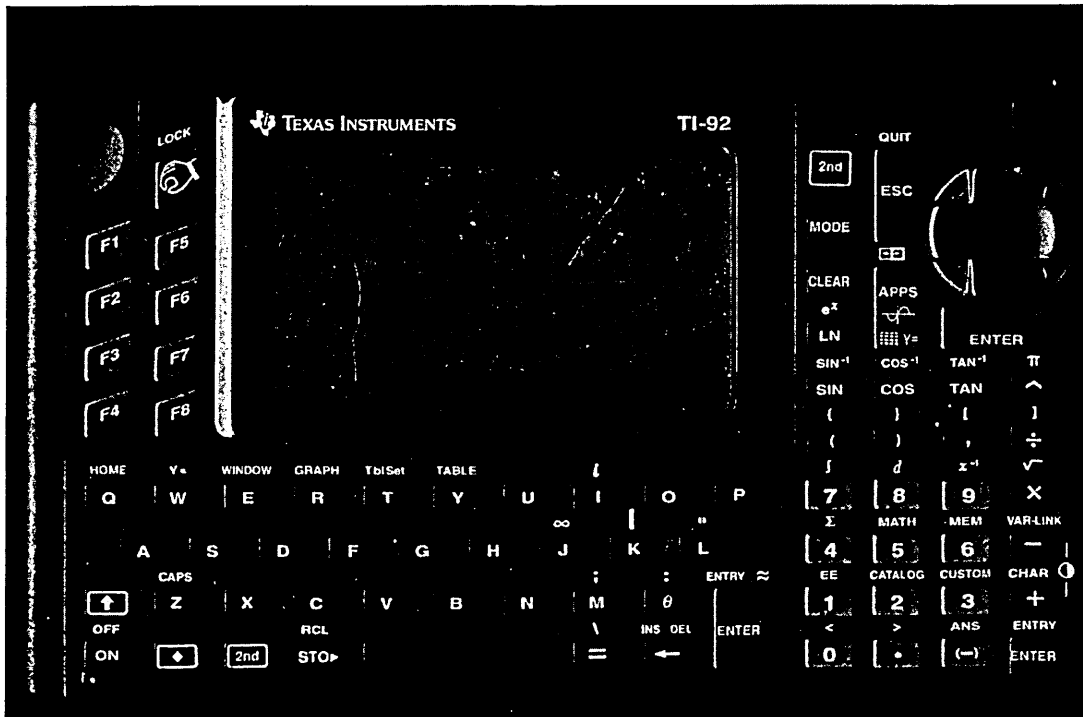 TEXAS INSTRUMENTS TI-92
LOCK
QUIT
2nd
ESC
F1 F5
MODE
F2 F6
CLEAR APPS
eˣ
F3 F7
LN Y= ENTER
SIN⁻¹ COS⁻¹ TAN⁻¹ π
F4 F8
SIN COS TAN ^
{ } [ ]
( ) , ÷
HOME Y= WINDOW GRAPH TblSet TABLE i
∫ d x⁻¹ √
Q W E R T Y U I O P
7 8 9 ×
∞ | "
Σ MATH MEM VAR-LINK
A S D F G H J K L
4 5 6 −
CAPS ; : ENTRY ≈
EE CATALOG CUSTOM CHAR
Z X C V B N M θ
1 2 3 +
OFF RCL \ INS DEL ENTER
< > ANS ENTRY
ON 2nd STO▸ = ←
0 . (−) ENTER